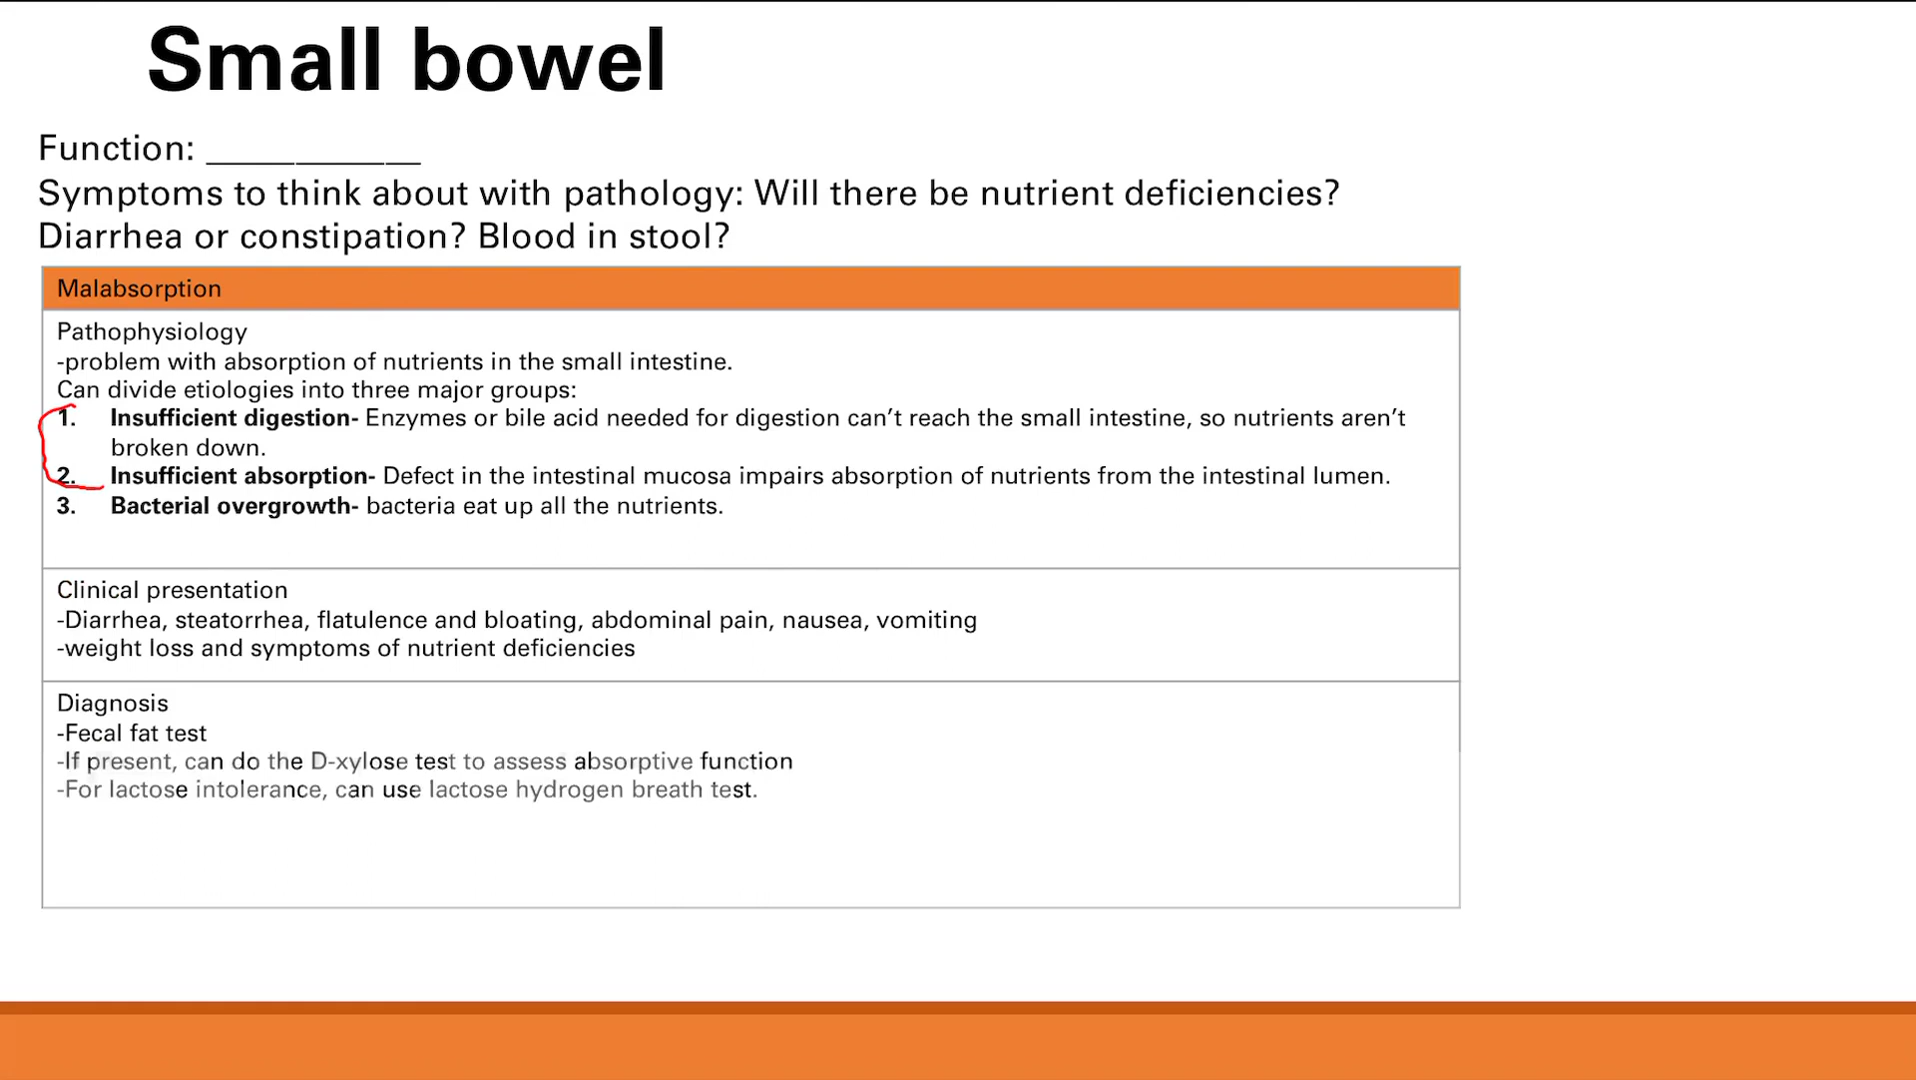 Small bowel
Function: ____________
Symptoms to think about with pathology: Will there be nutrient deficiencies?
Diarrhea or constipation? Blood in stool?
Malabsorption
Pathophysiology
-problem with absorption of nutrients in the small intestine.
Can divide etiologies into three major groups:
1. Insufficient digestion- Enzymes or bile acid needed for digestion can’t reach the small intestine, so nutrients aren’t
broken down.
2. Insufficient absorption- Defect in the intestinal mucosa impairs absorption of nutrients from the intestinal lumen.
3. Bacterial overgrowth- bacteria eat up all the nutrients.
Clinical presentation
-Diarrhea, steatorrhea, flatulence and bloating, abdominal pain, nausea, vomiting
-weight loss and symptoms of nutrient deficiencies
Diagnosis
-Fecal fat test
-If present, can do the D-xylose test to assess absorptive function
-For lactose intolerance, can use lactose hydrogen breath test.